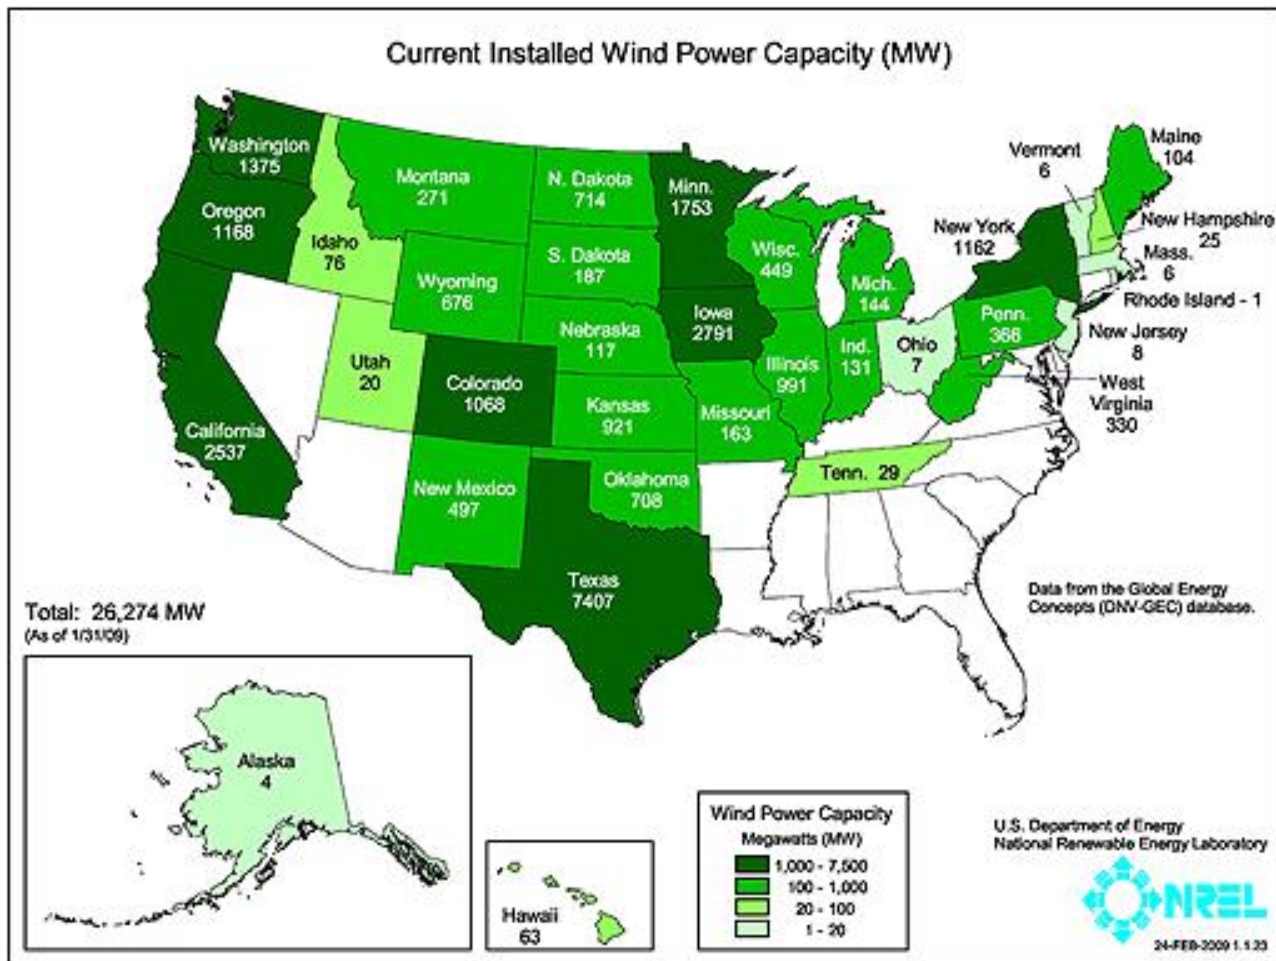 Current Installed Wind Power Capacity (MW)
Washington
1375
Oregon
1168
California
2537
Idaho
76
Montana
271
Wyoming
676
Utah
20
Colorado
1068
New Mexico
497
N. Dakota
714
S. Dakota
187
Nebraska
117
Kansas
921
Oklahoma
708
Texas
7407
Minn.
1753
Iowa
2791
Missouri
163
Wisc.
449
Illinois
991
Mich.
144
Ind.
131
Ohio
7
Tenn. 29
Penn.
366
New York
1162
Vermont
6
Maine
104
New Hampshire
25
Mass.
6
Rhode Island - 1
New Jersey
8
West
Virginia
330
Data from the Global Energy
Concepts (DNV-GEC) database.
Total: 26,274 MW
(As of 1/31/09)
Alaska
4
Hawaii
63
Wind Power Capacity
Megawatts (MW)
1,000 - 7,500
100 - 1,000
20 - 100
1 - 20
U.S. Department of Energy
National Renewable Energy Laboratory
NREL
24-FEB-2009 1.1.23